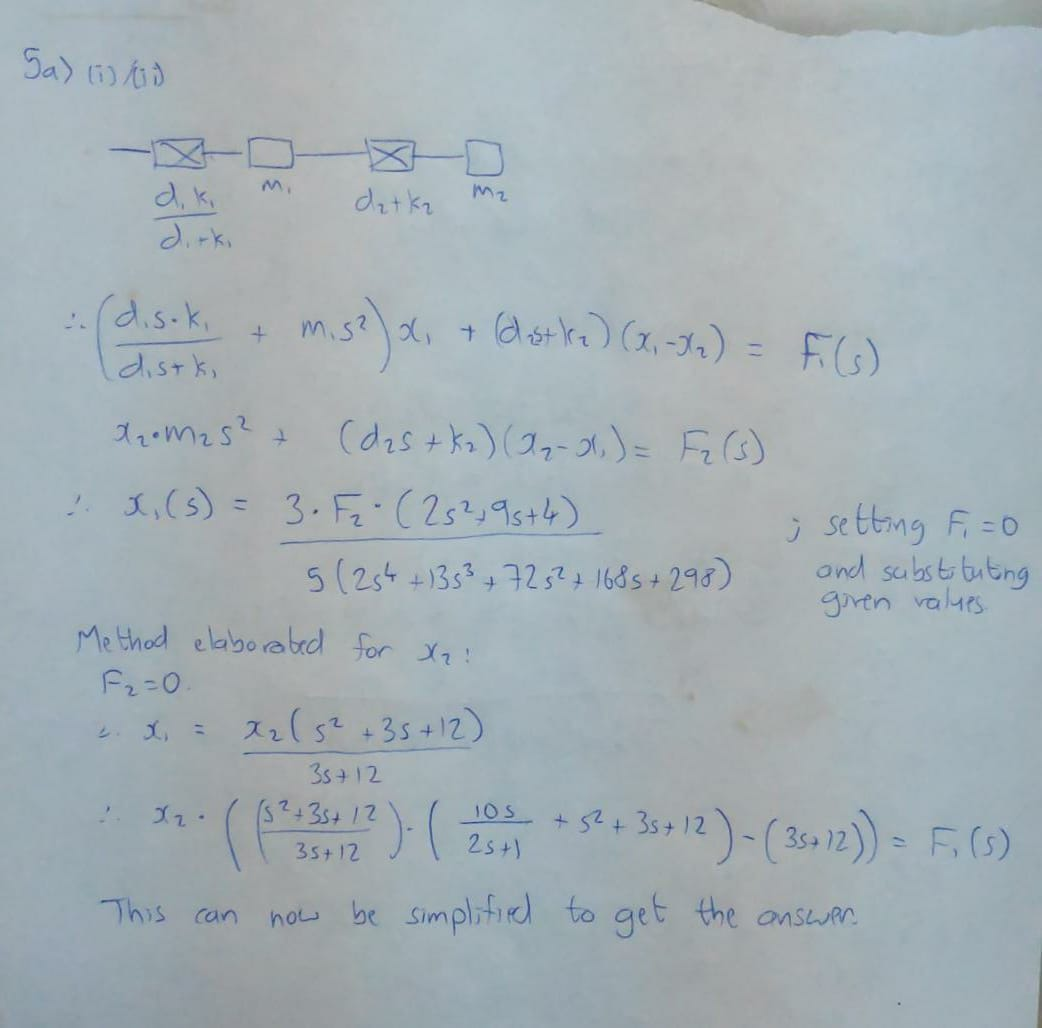 5a) (i)/(ii)
m₁ m₂
d₁k₁/(d₁+k₁) d₂+k₂
∴ (d₁s·k₁/(d₁s+k₁) + m₁s²) x₁ + (d₂s+k₂)(x₁-x₂) = F₁(s)
x₂·m₂s² + (d₂s+k₂)(x₂-x₁) = F₂(s)
∴ x₁(s) = 3·F₂·(2s²+9s+4) / 5(2s⁴+13s³+72s²+168s+298) ; setting F₁=0
and substituting
given values.
Method elaborated for x₂:
F₂=0.
∴ x₁ = x₂(s²+3s+12)/(3s+12)
∴ x₂·((s²+3s+12)/(3s+12))·(10s/(2s+1) + s²+3s+12) - (3s+12)) = F₁(s)
This can now be simplified to get the answer.